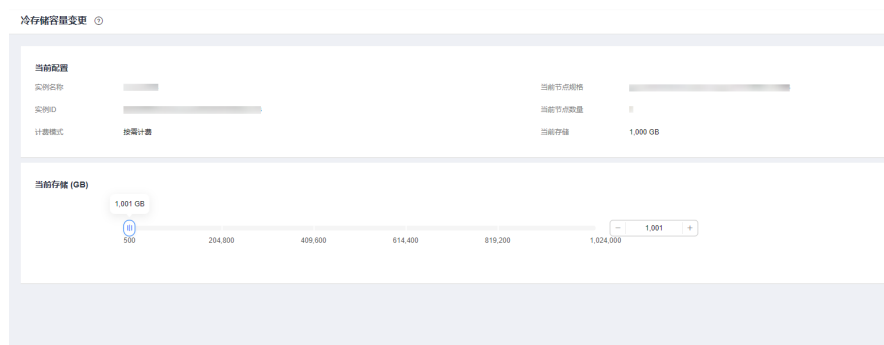 冷存储容量变更 ?
当前配置
实例名称 当前节点规格
实例ID 当前节点数量
计费模式 按需计费 当前存储 1,000 GB
当前存储 (GB)
1,001 GB
− 1,001 +
500 204,800 409,600 614,400 819,200 1,024,000